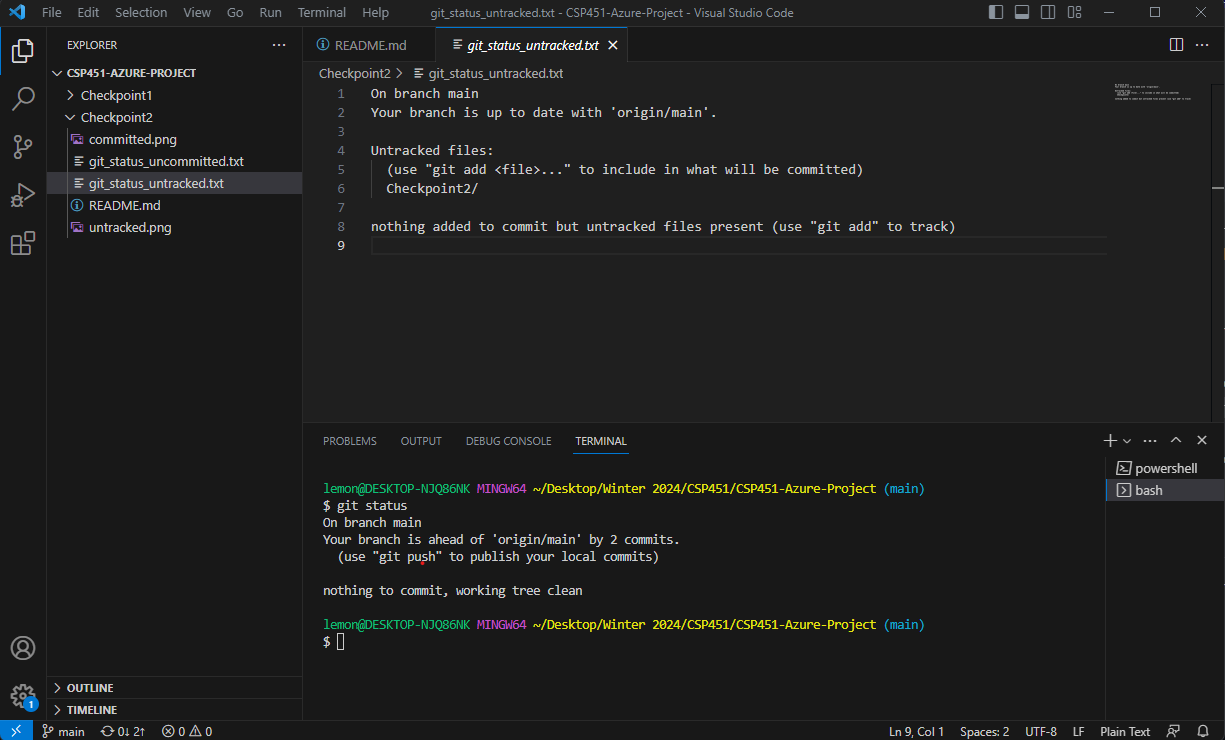 File Edit Selection View Go Run Terminal Help git_status_untracked.txt - CSP451-Azure-Project - Visual Studio Code
EXPLORER
CSP451-AZURE-PROJECT
Checkpoint1
Checkpoint2
committed.png
git_status_uncommitted.txt
git_status_untracked.txt
README.md
untracked.png
OUTLINE
TIMELINE
README.md git_status_untracked.txt
Checkpoint2 > git_status_untracked.txt
1 On branch main
2 Your branch is up to date with 'origin/main'.
3
4 Untracked files:
5 (use "git add <file>..." to include in what will be committed)
6 Checkpoint2/
7
8 nothing added to commit but untracked files present (use "git add" to track)
9
PROBLEMS OUTPUT DEBUG CONSOLE TERMINAL
lemon@DESKTOP-NJQ86NK MINGW64 ~/Desktop/Winter 2024/CSP451/CSP451-Azure-Project (main)
$ git status
On branch main
Your branch is ahead of 'origin/main' by 2 commits.
(use "git push" to publish your local commits)
nothing to commit, working tree clean
lemon@DESKTOP-NJQ86NK MINGW64 ~/Desktop/Winter 2024/CSP451/CSP451-Azure-Project (main)
$
powershell
bash
1
main 0↓ 2↑ 0 0 Ln 9, Col 1 Spaces: 2 UTF-8 LF Plain Text